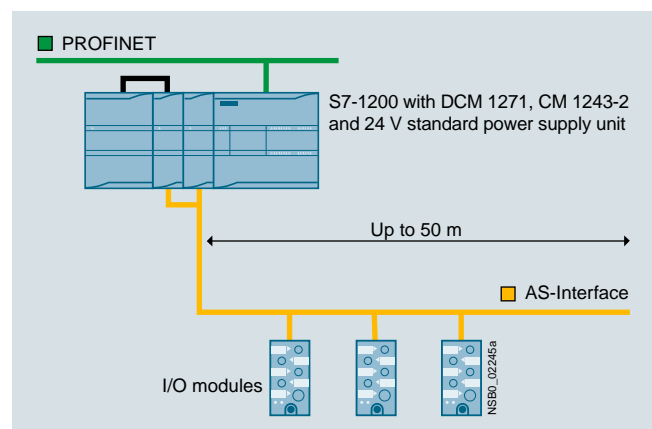 PROFINET
S7-1200 with DCM 1271, CM 1243-2
and 24 V standard power supply unit
Up to 50 m
AS-Interface
I/O modules
NSB0_02245a